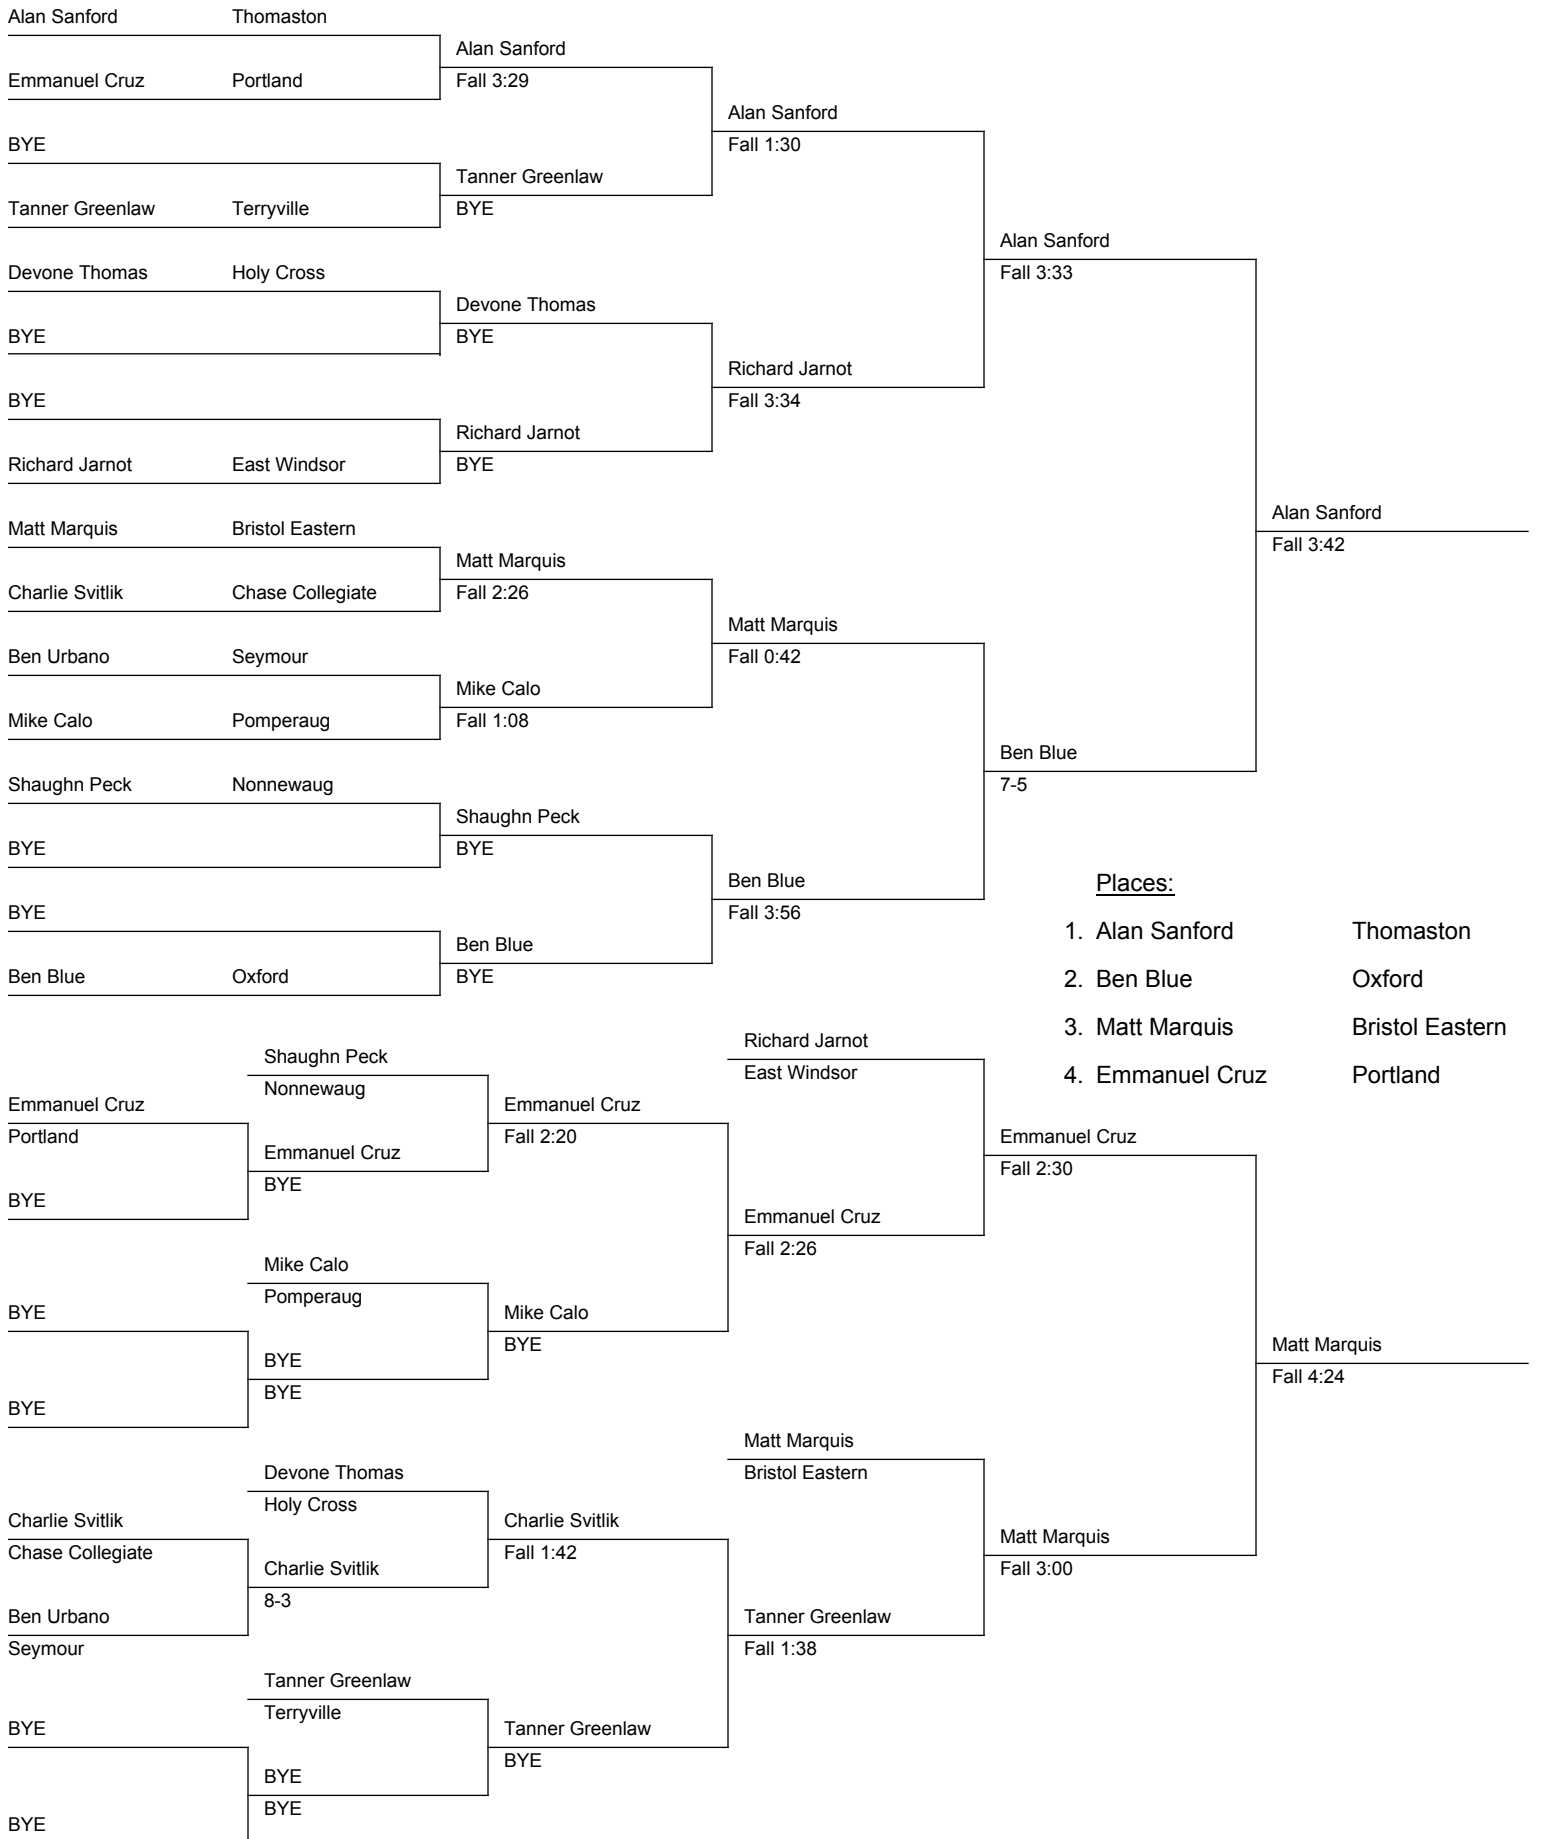 Alan Sanford Thomaston
Alan Sanford
Emmanuel Cruz Portland
Fall 3:29
Alan Sanford
BYE
Fall 1:30
Tanner Greenlaw
Tanner Greenlaw Terryville
BYE
Alan Sanford
Devone Thomas Holy Cross
Fall 3:33
Devone Thomas
BYE
BYE
Richard Jarnot
BYE
Fall 3:34
Richard Jarnot
Richard Jarnot East Windsor
BYE
Alan Sanford
Matt Marquis Bristol Eastern
Fall 3:42
Matt Marquis
Charlie Svitlik Chase Collegiate
Fall 2:26
Matt Marquis
Ben Urbano Seymour
Fall 0:42
Mike Calo
Mike Calo Pomperaug
Fall 1:08
Ben Blue
Shaughn Peck Nonnewaug
7-5
Shaughn Peck
BYE
BYE
Ben Blue
Places:
BYE
Fall 3:56
1. Alan Sanford Thomaston
Ben Blue
Ben Blue Oxford
BYE
2. Ben Blue Oxford
3. Matt Marquis Bristol Eastern
Richard Jarnot
Shaughn Peck
East Windsor
4. Emmanuel Cruz Portland
Nonnewaug
Emmanuel Cruz
Emmanuel Cruz
Portland
Fall 2:20
Emmanuel Cruz
Emmanuel Cruz
Fall 2:30
BYE
BYE
Emmanuel Cruz
Fall 2:26
Mike Calo
Pomperaug
BYE
Mike Calo
BYE
Matt Marquis
BYE
Fall 4:24
BYE
BYE
Matt Marquis
Devone Thomas
Bristol Eastern
Holy Cross
Charlie Svitlik
Charlie Svitlik
Matt Marquis
Chase Collegiate
Fall 1:42
Fall 3:00
Charlie Svitlik
8-3
Ben Urbano
Tanner Greenlaw
Seymour
Fall 1:38
Tanner Greenlaw
Terryville
BYE
Tanner Greenlaw
BYE
BYE
BYE
BYE